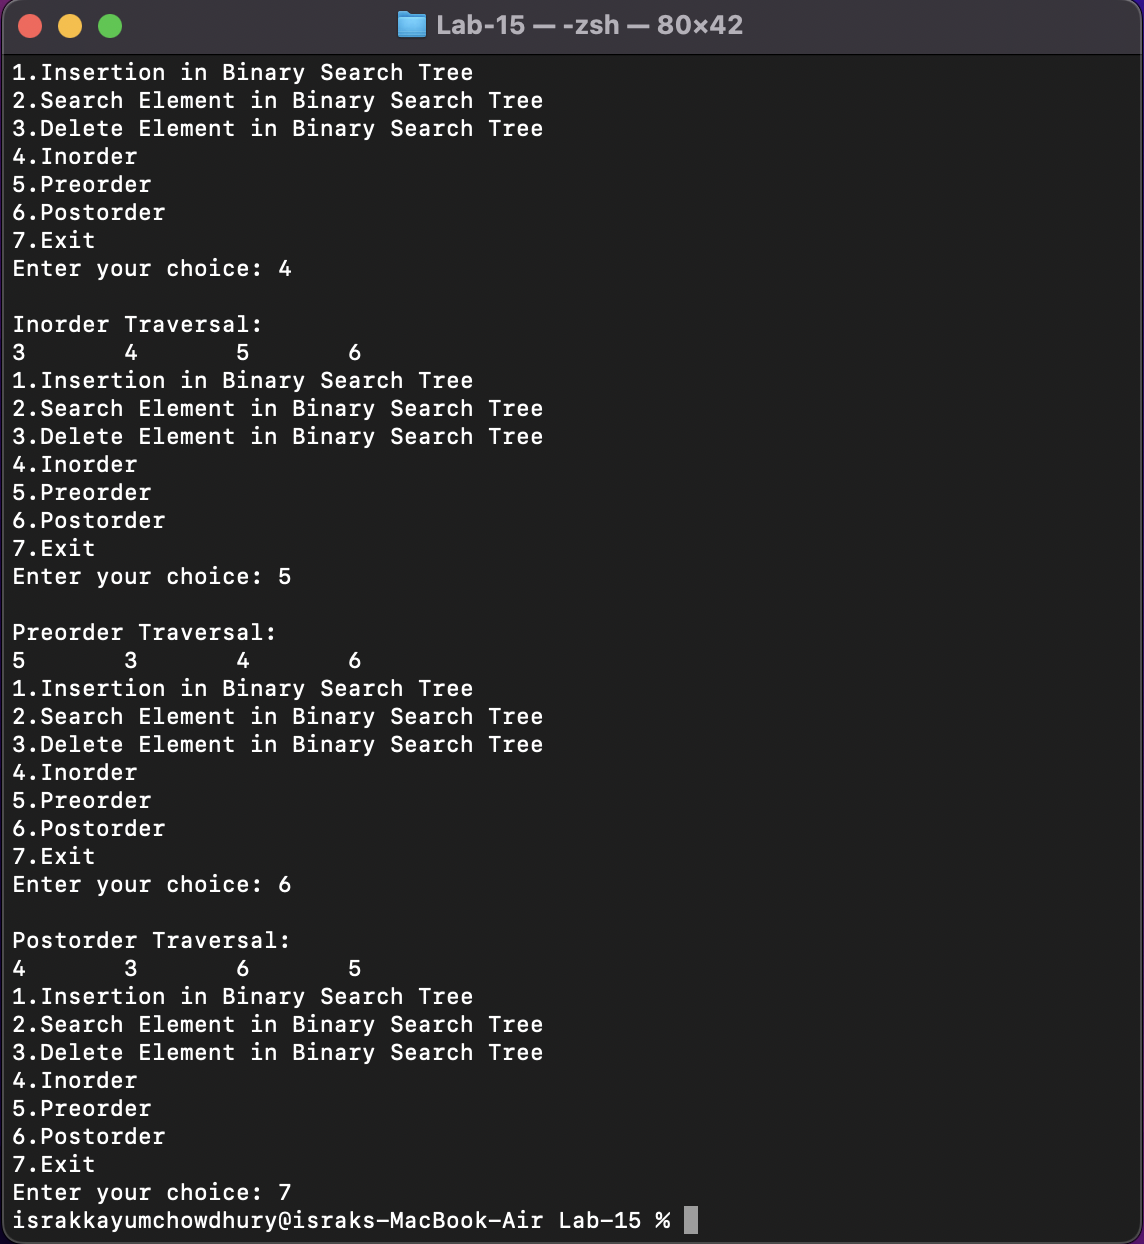 Lab-15 — -zsh — 80×42
1.Insertion in Binary Search Tree
2.Search Element in Binary Search Tree
3.Delete Element in Binary Search Tree
4.Inorder
5.Preorder
6.Postorder
7.Exit
Enter your choice: 4
Inorder Traversal:
3 4 5 6
1.Insertion in Binary Search Tree
2.Search Element in Binary Search Tree
3.Delete Element in Binary Search Tree
4.Inorder
5.Preorder
6.Postorder
7.Exit
Enter your choice: 5
Preorder Traversal:
5 3 4 6
1.Insertion in Binary Search Tree
2.Search Element in Binary Search Tree
3.Delete Element in Binary Search Tree
4.Inorder
5.Preorder
6.Postorder
7.Exit
Enter your choice: 6
Postorder Traversal:
4 3 6 5
1.Insertion in Binary Search Tree
2.Search Element in Binary Search Tree
3.Delete Element in Binary Search Tree
4.Inorder
5.Preorder
6.Postorder
7.Exit
Enter your choice: 7
israkkayumchowdhury@israks-MacBook-Air Lab-15 %